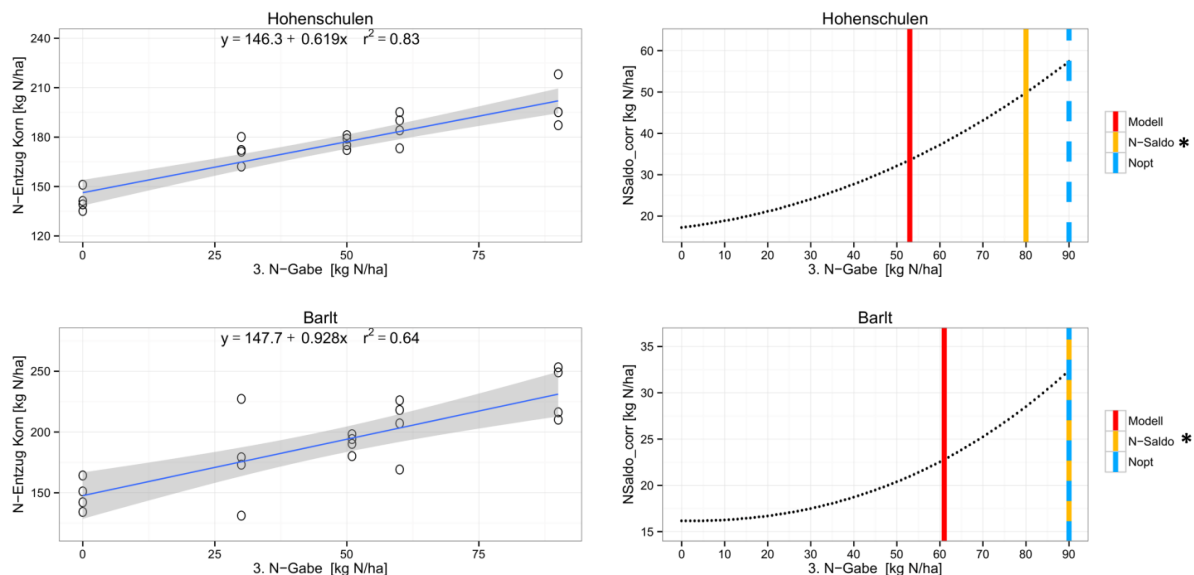 Hohenschulen
y = 146.3 + 0.619x r² = 0.83
N−Entzug Korn [kg N/ha]
240
210
180
150
120
0 25 50 75
3. N−Gabe [kg N/ha]
Hohenschulen
NSaldo_corr [kg N/ha]
60
50
40
30
20
0 10 20 30 40 50 60 70 80 90
3. N−Gabe [kg N/ha]
Modell
N−Saldo *
Nopt
Barlt
y = 147.7 + 0.928x r² = 0.64
N−Entzug Korn [kg N/ha]
250
200
150
0 25 50 75
3. N−Gabe [kg N/ha]
Barlt
NSaldo_corr [kg N/ha]
35
30
25
20
15
0 10 20 30 40 50 60 70 80 90
3. N−Gabe [kg N/ha]
Modell
N−Saldo *
Nopt